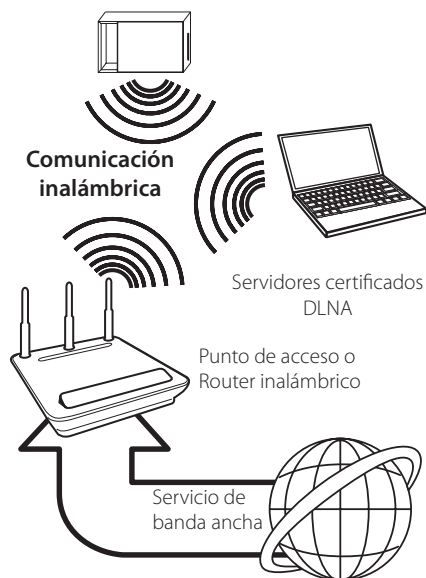 Comunicación
inalámbrica
Servidores certificados
DLNA
Punto de acceso o
Router inalámbrico
Servicio de
banda ancha